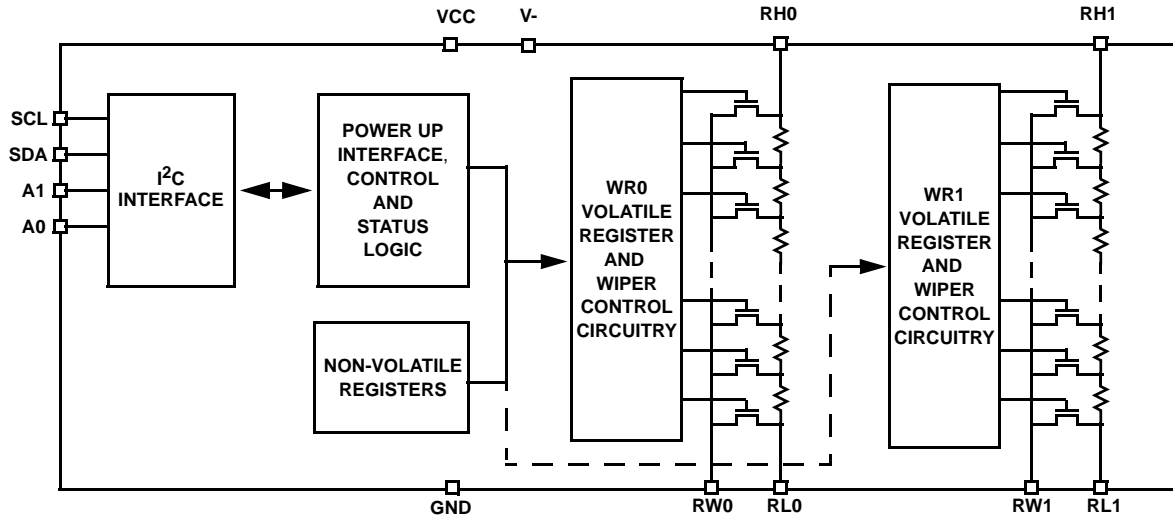 VCC
V-
RH0
RH1
SCL
SDA
A1
A0
I²C
INTERFACE
POWER UP
INTERFACE,
CONTROL
AND
STATUS
LOGIC
NON-VOLATILE
REGISTERS
WR0
VOLATILE
REGISTER
AND
WIPER
CONTROL
CIRCUITRY
WR1
VOLATILE
REGISTER
AND
WIPER
CONTROL
CIRCUITRY
GND
RW0
RL0
RW1
RL1